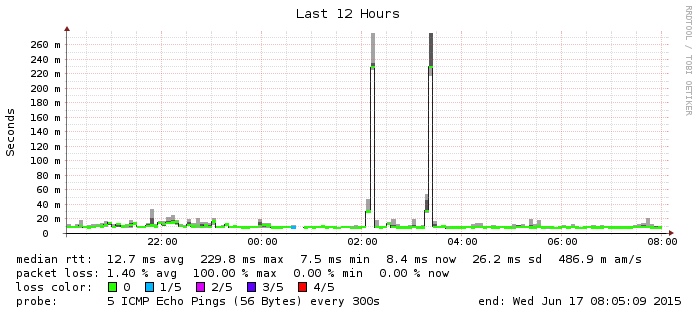 Last 12 Hours
RRDTOOL / TOBI OETIKER
Seconds
260 m
240 m
220 m
200 m
180 m
160 m
140 m
120 m
100 m
80 m
60 m
40 m
20 m
0
22:00 00:00 02:00 04:00 06:00 08:00
median rtt: 12.7 ms avg 229.8 ms max 7.5 ms min 8.4 ms now 26.2 ms sd 486.9 m am/s
packet loss: 1.40 % avg 100.00 % max 0.00 % min 0.00 % now
loss color: 0 1/5 2/5 3/5 4/5
probe: 5 ICMP Echo Pings (56 Bytes) every 300s end: Wed Jun 17 08:05:09 2015